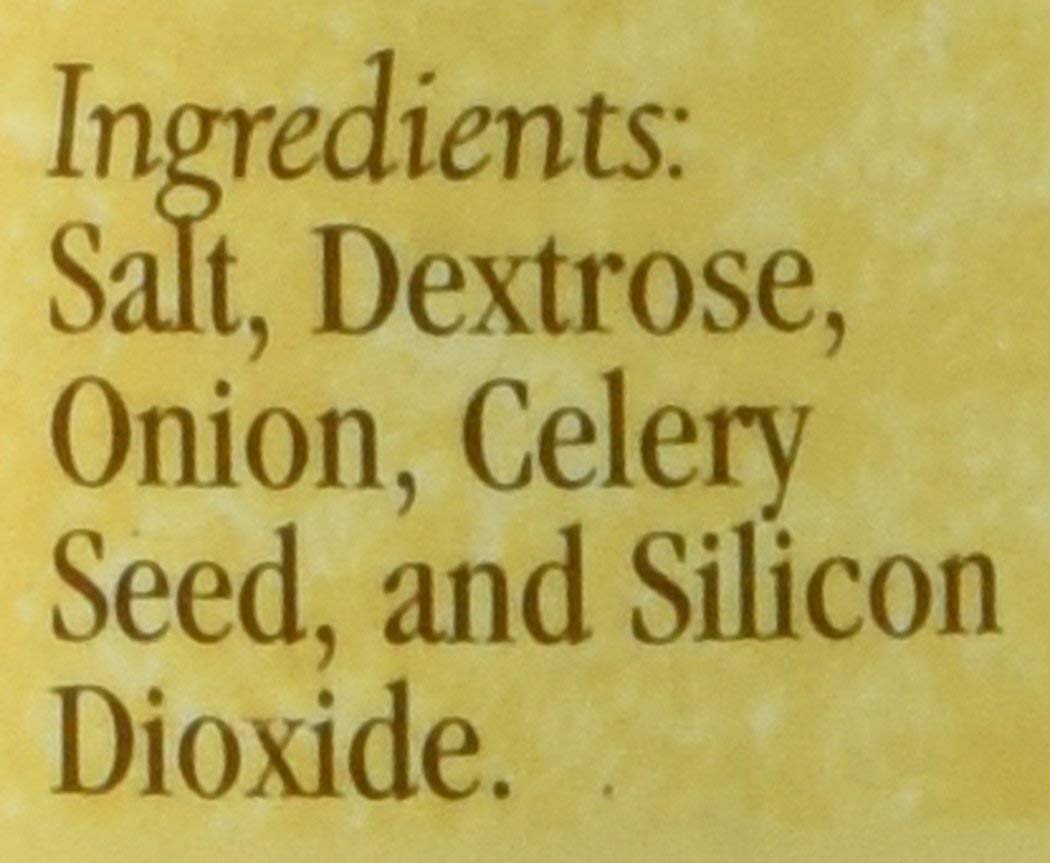 Ingredients:
Salt, Dextrose,
Onion, Celery
Seed, and Silicon
Dioxide.